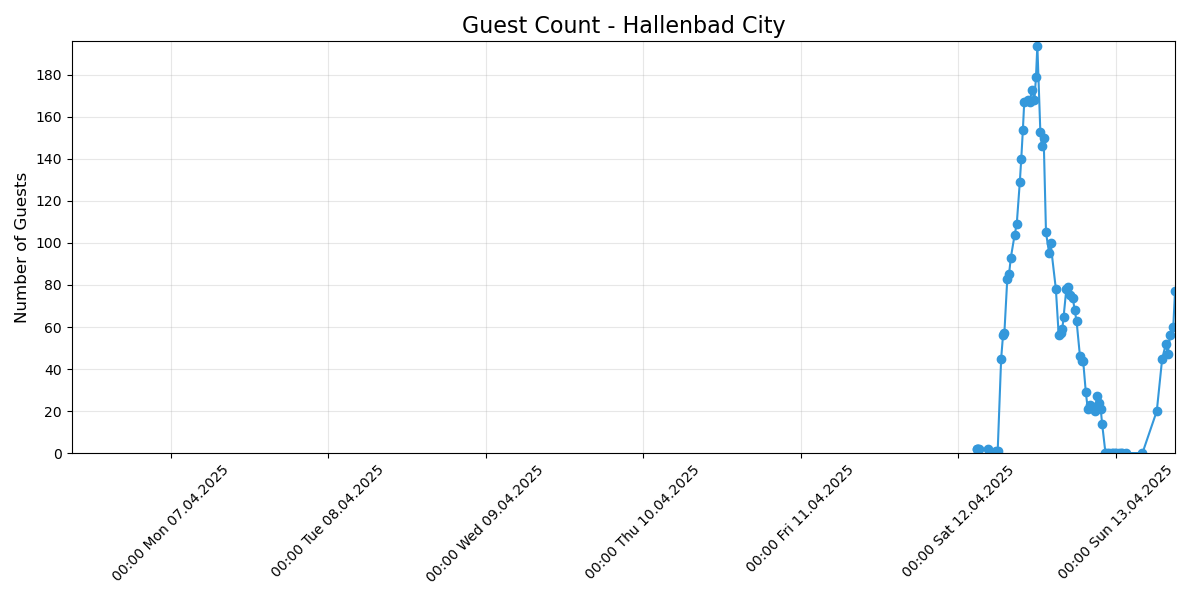 Guest Count - Hallenbad City
Number of Guests
180
160
140
120
100
80
60
40
20
0
00:00 Mon 07.04.2025
00:00 Tue 08.04.2025
00:00 Wed 09.04.2025
00:00 Thu 10.04.2025
00:00 Fri 11.04.2025
00:00 Sat 12.04.2025
00:00 Sun 13.04.2025